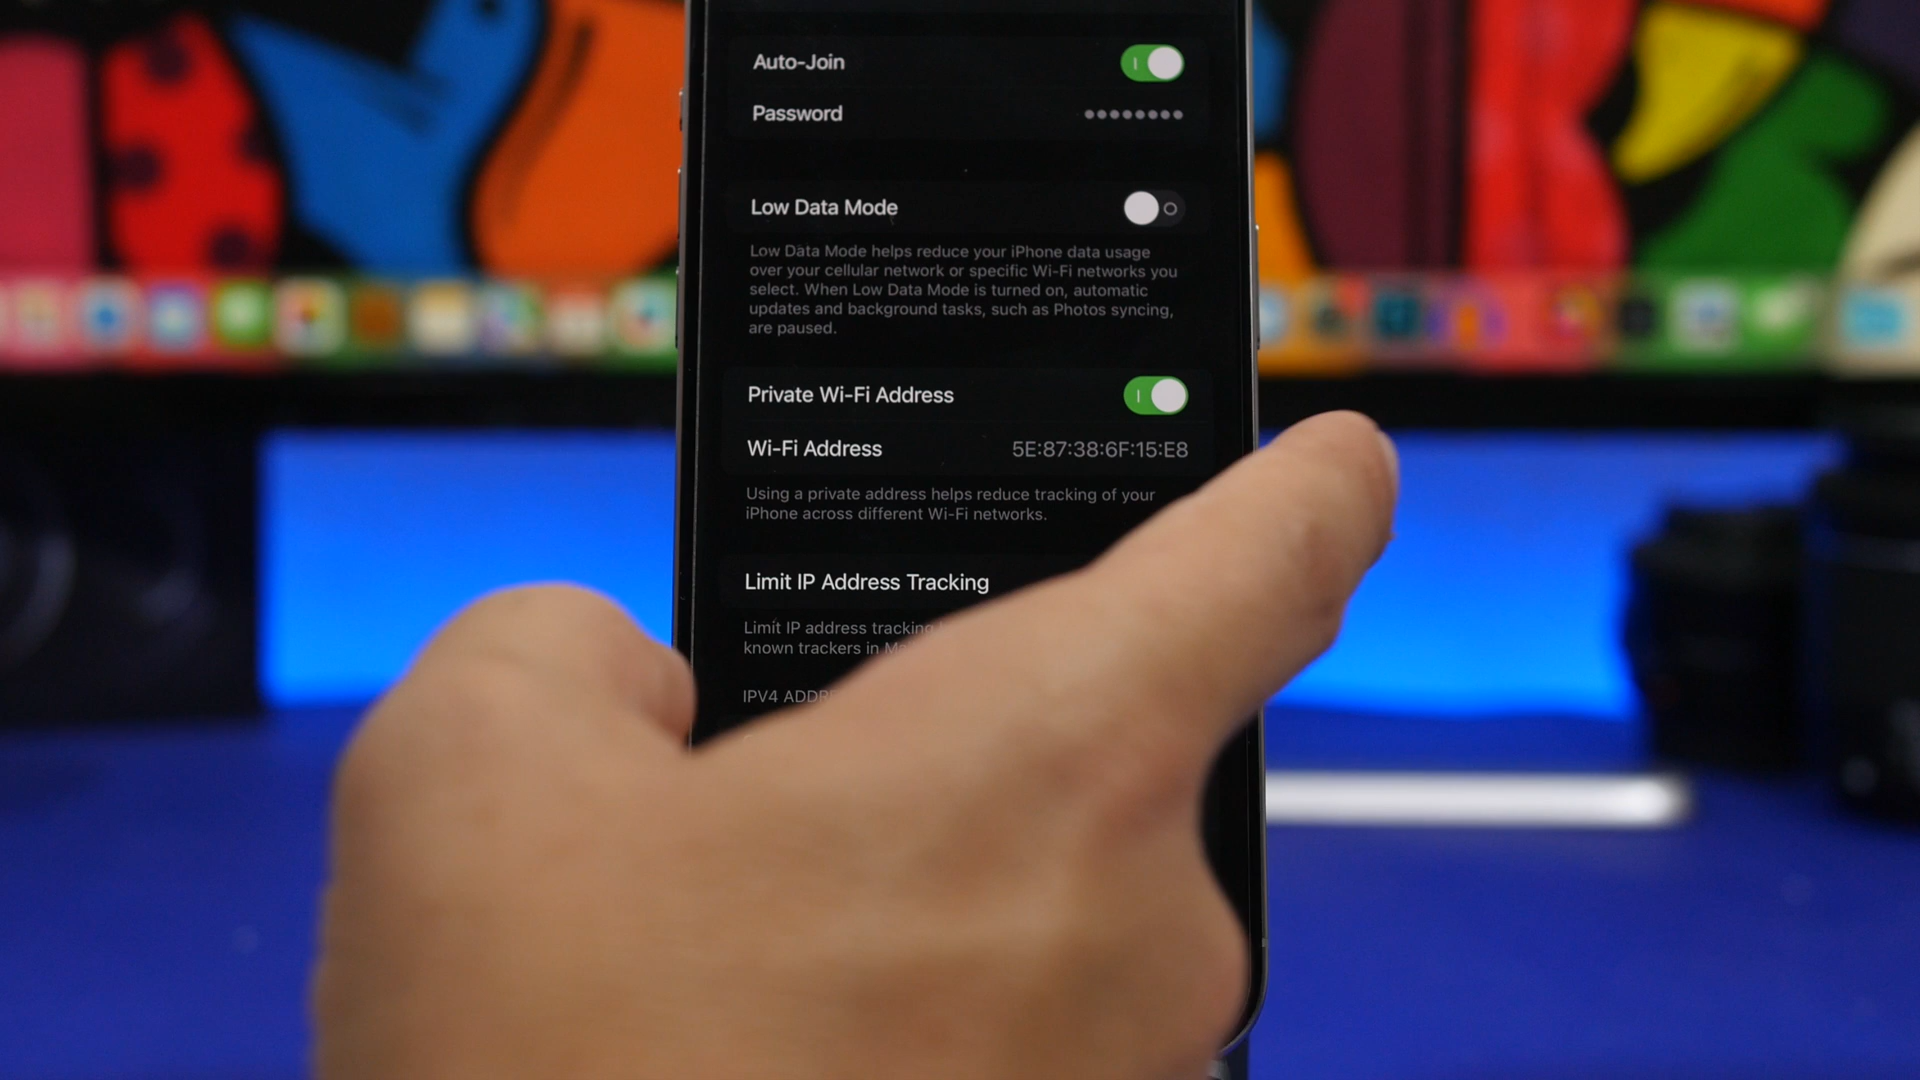 Auto-Join
Password ••••••••
Low Data Mode
Low Data Mode helps reduce your iPhone data usage
over your cellular network or specific Wi-Fi networks you
select. When Low Data Mode is turned on, automatic
updates and background tasks, such as Photos syncing,
are paused.
Private Wi-Fi Address
Wi-Fi Address 5E:87:38:6F:15:E8
Using a private address helps reduce tracking of your
iPhone across different Wi-Fi networks.
Limit IP Address Tracking
Limit IP address tracking
known trackers in
IPV4